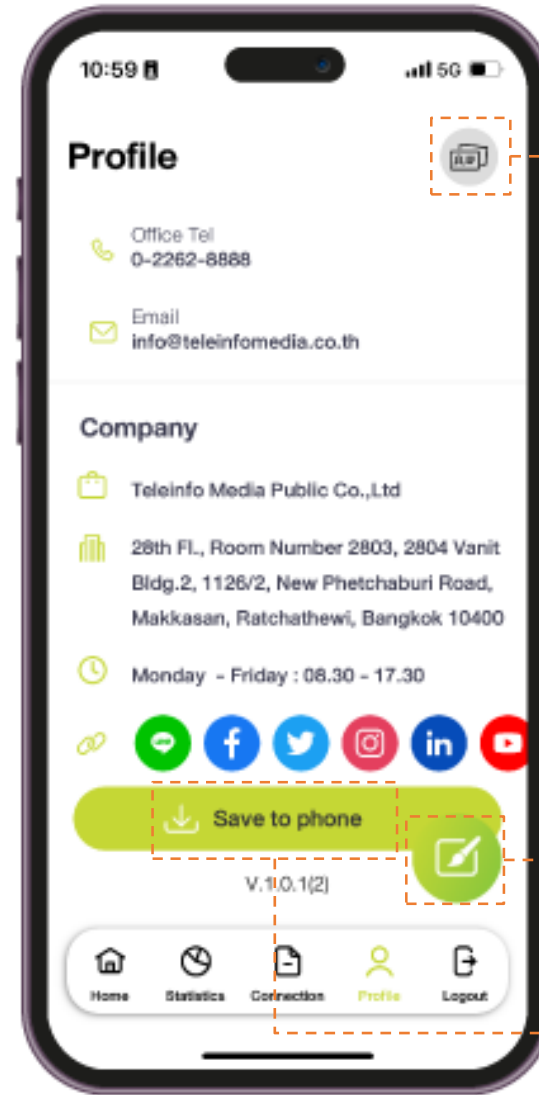 10:59
5G
Profile
Office Tel
0-2262-8888
Email
info@teleinfomedia.co.th
Company
Teleinfo Media Public Co.,Ltd
28th Fl., Room Number 2803, 2804 Vanit
Bldg.2, 1126/2, New Phetchaburi Road,
Makkasan, Ratchathewi, Bangkok 10400
Monday - Friday : 08.30 - 17.30
f
in
Save to phone
V.1.0.1(2)
Home Statistics Connection Profile Logout